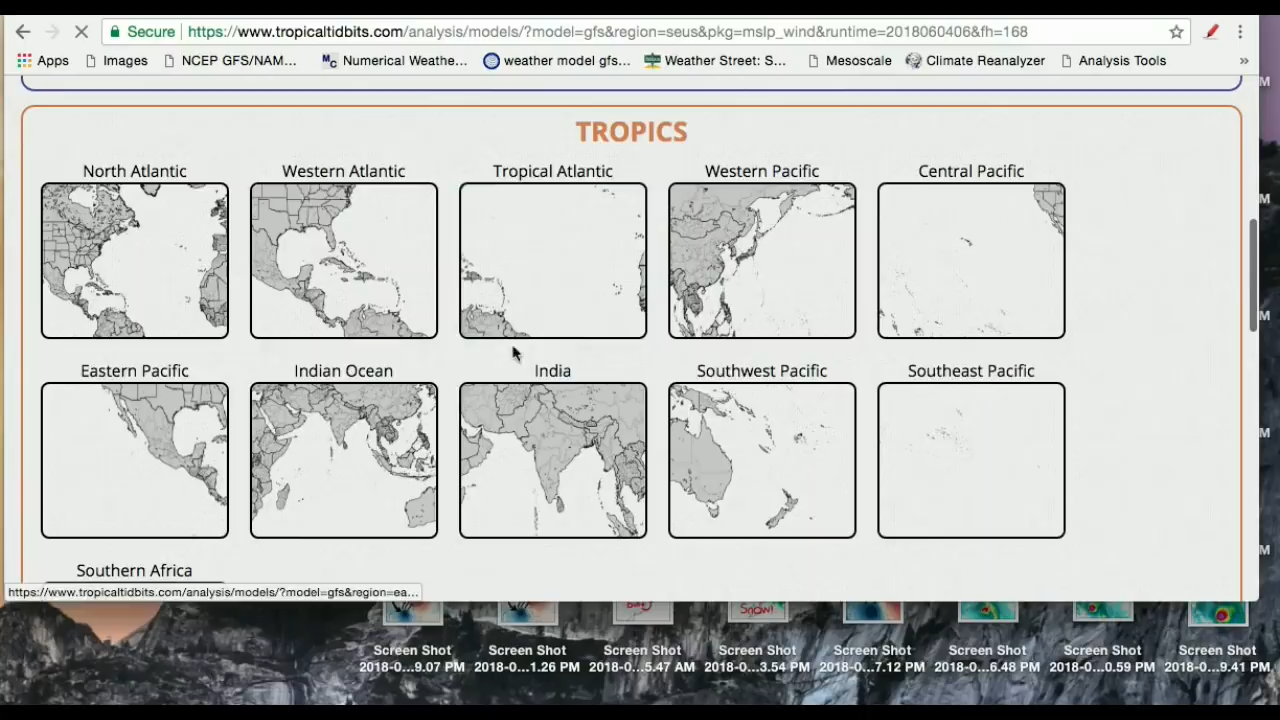 Secure https://www.tropicaltidbits.com/analysis/models/?model=gfs&region=seus&pkg=mslp_wind&runtime=2018060406&fh=168
Apps Images NCEP GFS/NAM... Numerical Weathe... weather model gfs... Weather Street: S... Mesoscale Climate Reanalyzer Analysis Tools »
TROPICS
North Atlantic Western Atlantic Tropical Atlantic Western Pacific Central Pacific
Eastern Pacific Indian Ocean India Southwest Pacific Southeast Pacific
Southern Africa
https://www.tropicaltidbits.com/analysis/models/?model=gfs&region=ea...
SNOW!
Screen Shot Screen Shot Screen Shot Screen Shot Screen Shot Screen Shot Screen Shot Screen Shot
2018-0...9.07 PM 2018-0...1.26 PM 2018-0...5.47 AM 2018-0...3.54 PM 2018-0...7.12 PM 2018-0...6.48 PM 2018-0...0.59 PM 2018-0...9.41 PM